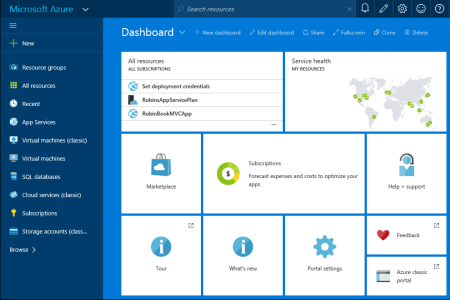 Microsoft Azure
Search resources
Dashboard
+ New dashboard
Edit dashboard
Share
Fullscreen
Clone
Delete
New
Resource groups
All resources
Recent
App Services
Virtual machines (classic)
Virtual machines
SQL databases
Cloud services (classic)
Subscriptions
Storage accounts (class...
Browse >
All resources
ALL SUBSCRIPTIONS
Set deployment credentials
RobinsAppServicePlan
RobinBookMVCApp
...
Service health
MY RESOURCES
Marketplace
Subscriptions
Forecast expenses and costs to optimize your
apps
Help + support
Tour
What's new
Portal settings
Feedback
Azure classic
portal